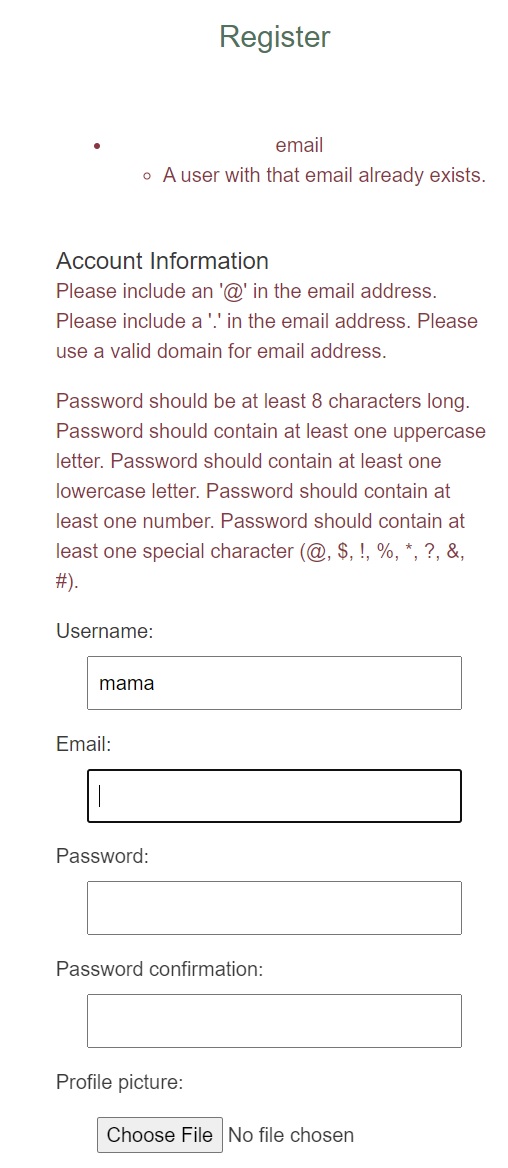 Register
email
A user with that email already exists.
Account Information
Please include an '@' in the email address.
Please include a '.' in the email address. Please
use a valid domain for email address.
Password should be at least 8 characters long.
Password should contain at least one uppercase
letter. Password should contain at least one
lowercase letter. Password should contain at
least one number. Password should contain at
least one special character (@, $, !, %, *, ?, &,
#).
Username:
mama
Email:
Password:
Password confirmation:
Profile picture:
Choose File No file chosen